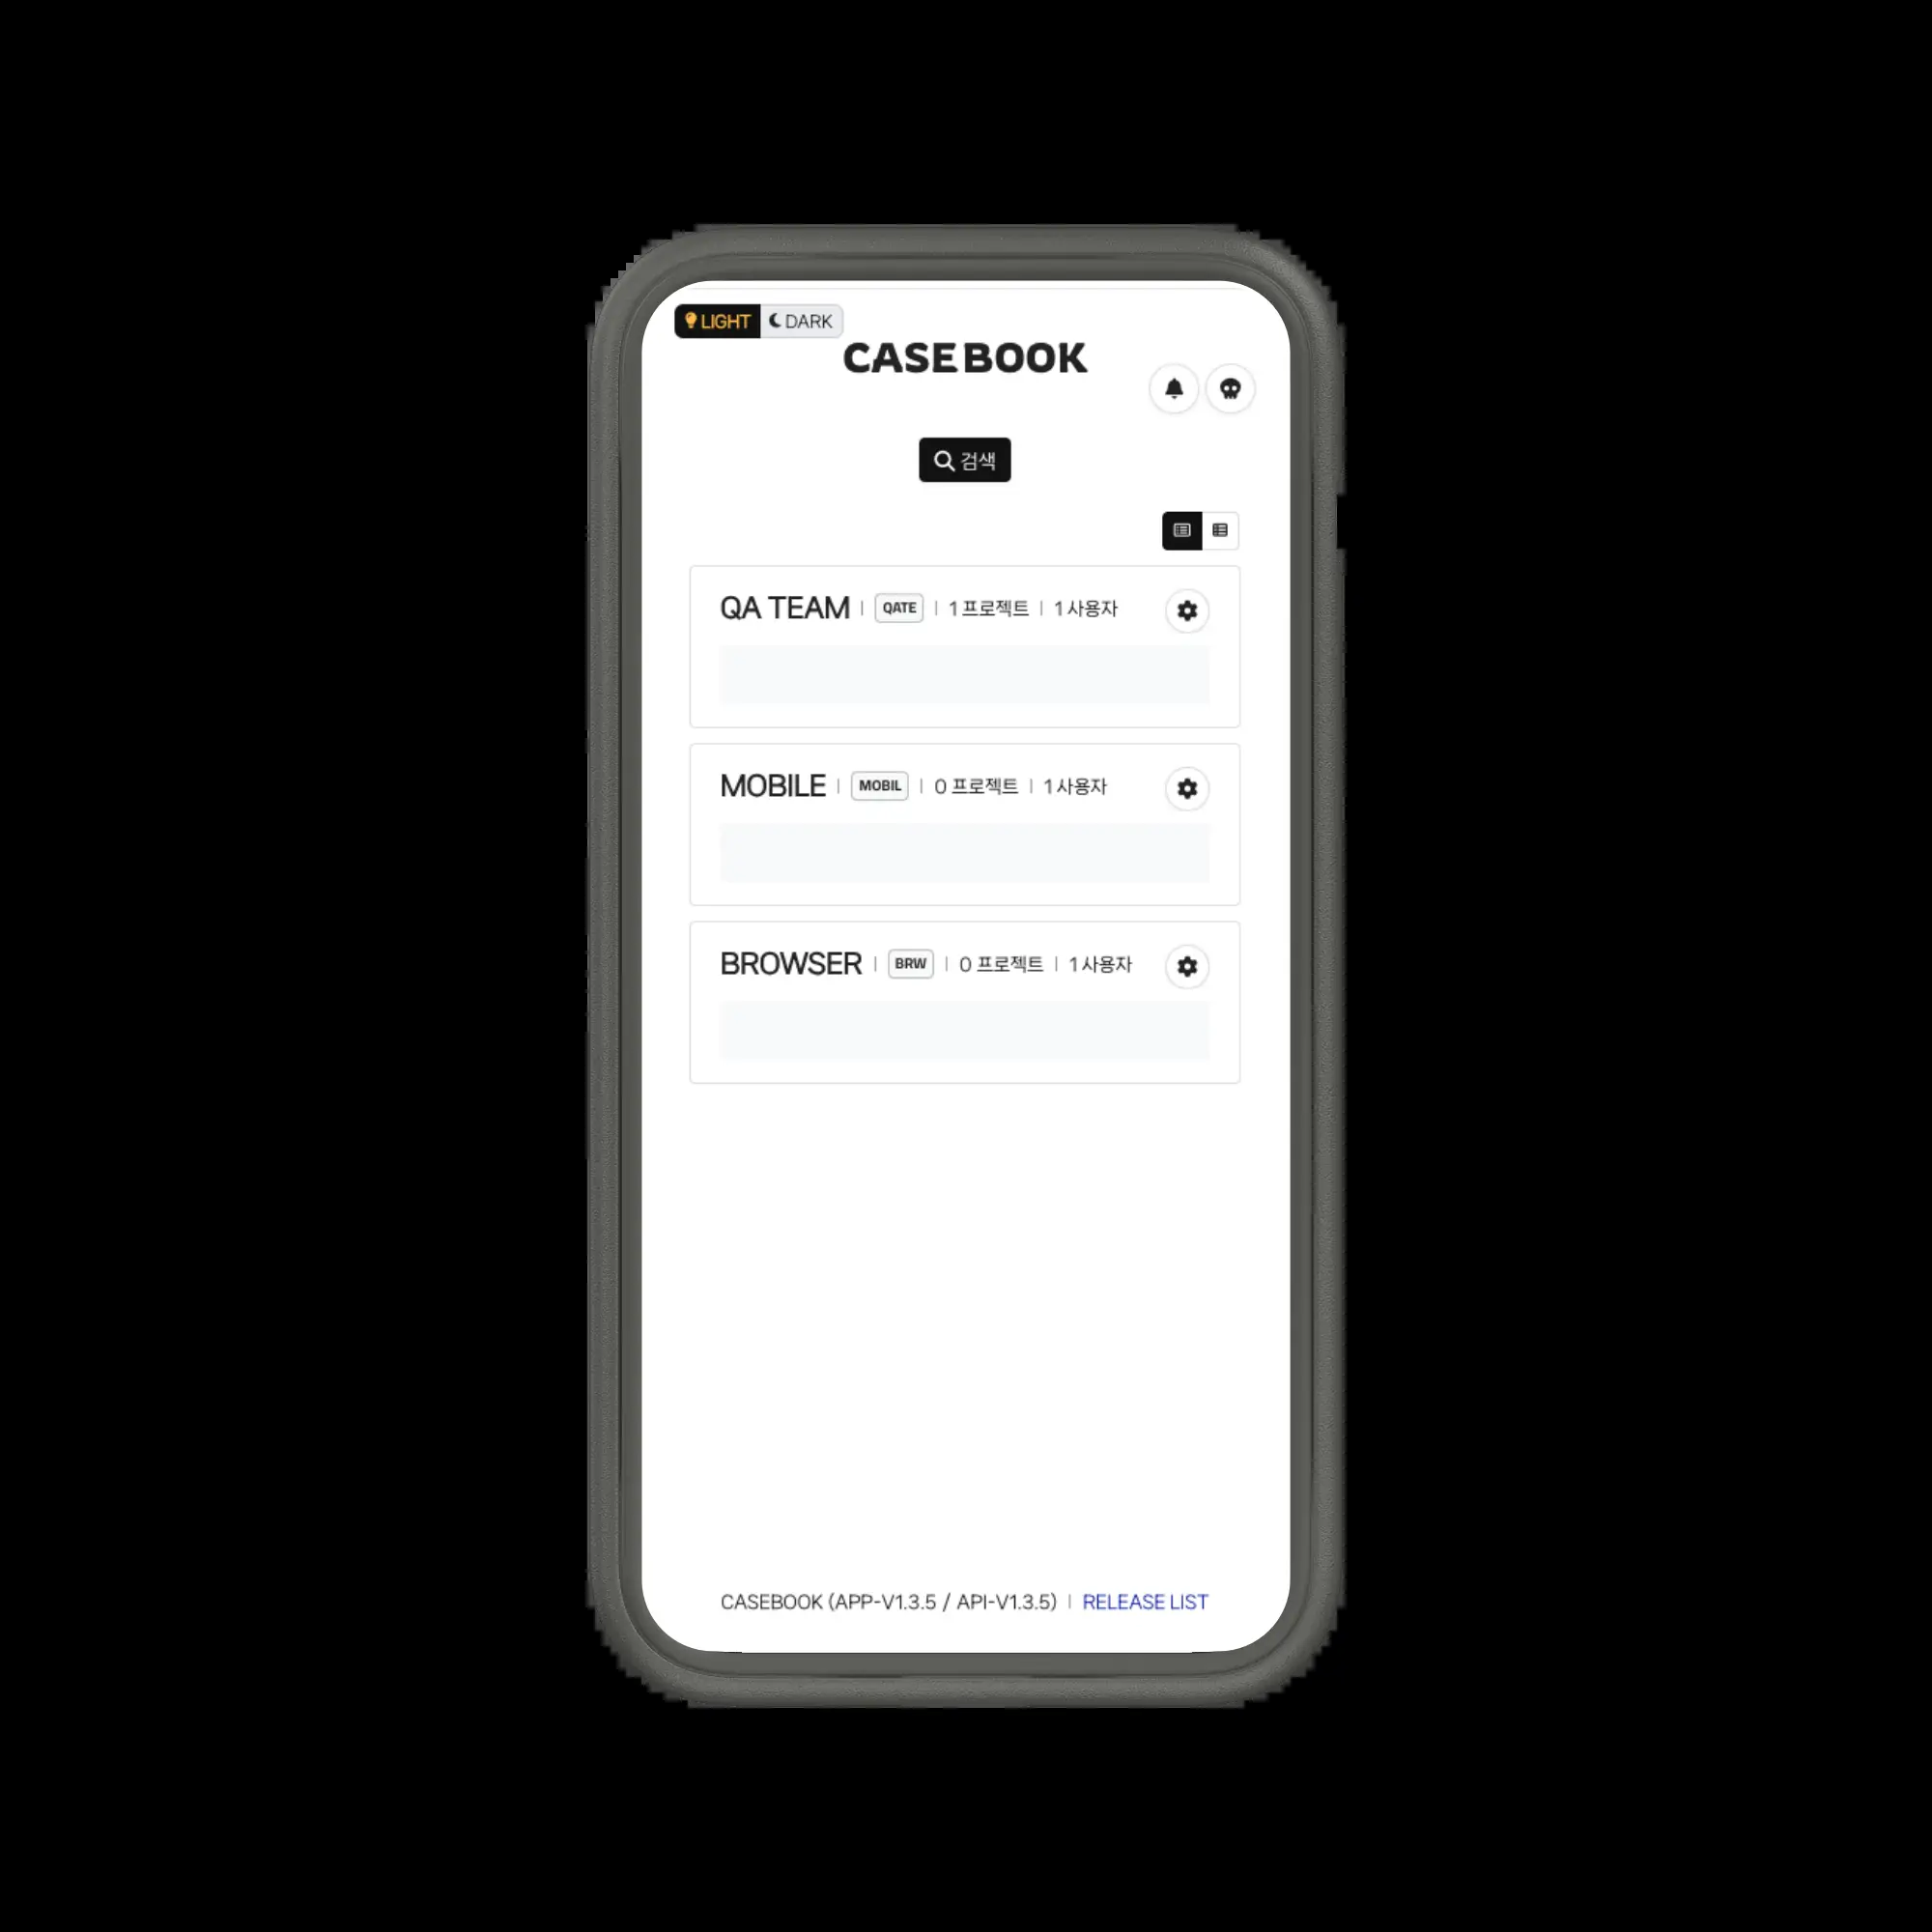 LIGHT DARK
CASEBOOK
검색
QA TEAM | QATE | 1 프로젝트 | 1 사용자
MOBILE | MOBIL | 0 프로젝트 | 1 사용자
BROWSER | BRW | 0 프로젝트 | 1 사용자
CASEBOOK (APP-V1.3.5 / API-V1.3.5) | RELEASE LIST